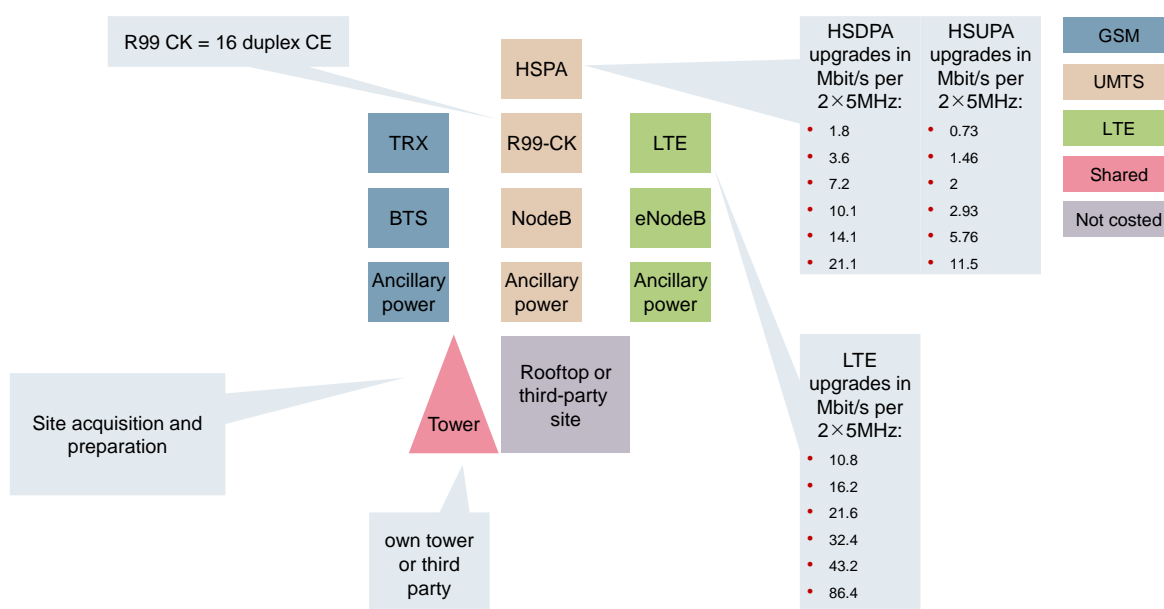 R99 CK = 16 duplex CE
HSPA
TRX
R99-CK
LTE
BTS
NodeB
eNodeB
Ancillary
power
Ancillary
power
Ancillary
power
Tower
Rooftop or
third-party
site
Site acquisition and
preparation
own tower
or third
party
HSDPA
upgrades in
Mbit/s per
2×5MHz:
• 1.8
• 3.6
• 7.2
• 10.1
• 14.1
• 21.1
HSUPA
upgrades in
Mbit/s per
2×5MHz:
• 0.73
• 1.46
• 2
• 2.93
• 5.76
• 11.5
LTE
upgrades in
Mbit/s per
2×5MHz:
• 10.8
• 16.2
• 21.6
• 32.4
• 43.2
• 86.4
GSM
UMTS
LTE
Shared
Not costed